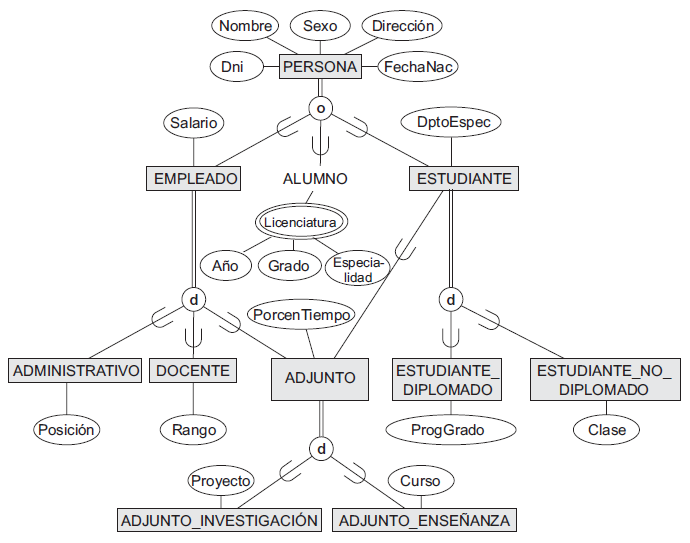 Nombre
Sexo
Dirección
Dni
PERSONA
FechaNac
o
Salario
DptoEspec
EMPLEADO
ALUMNO
ESTUDIANTE
Licenciatura
Año
Grado
Especia-
lidad
d
d
PorcenTiempo
ADMINISTRATIVO
DOCENTE
ADJUNTO
ESTUDIANTE_
DIPLOMADO
ESTUDIANTE_NO_
DIPLOMADO
Posición
Rango
ProgGrado
Clase
d
Proyecto
Curso
ADJUNTO_INVESTIGACIÓN
ADJUNTO_ENSEÑANZA